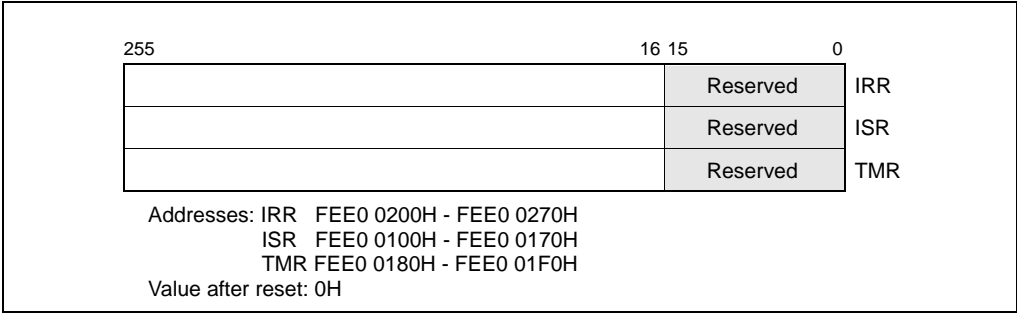 255 16 15 0
Reserved IRR
Reserved ISR
Reserved TMR
Addresses: IRR FEE0 0200H - FEE0 0270H
ISR FEE0 0100H - FEE0 0170H
TMR FEE0 0180H - FEE0 01F0H
Value after reset: 0H